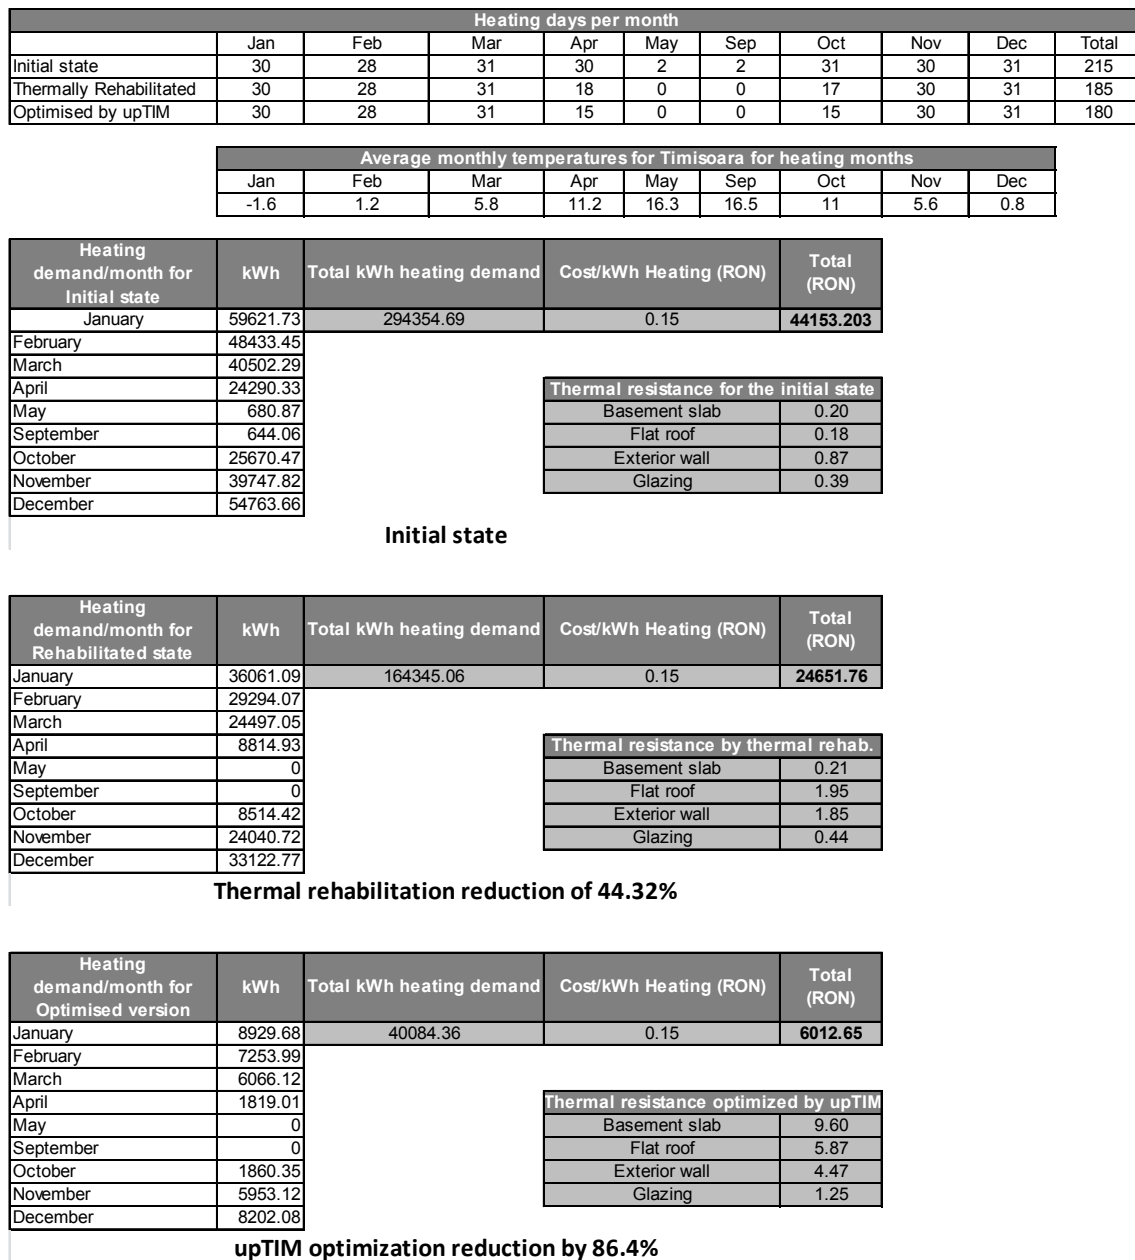 Heating days per month
Jan Feb Mar Apr May Sep Oct Nov Dec Total
Initial state 30 28 31 30 2 2 31 30 31 215
Thermally Rehabilitated 30 28 31 18 0 0 17 30 31 185
Optimised by upTIM 30 28 31 15 0 0 15 30 31 180
Average monthly temperatures for Timisoara for heating months
Jan Feb Mar Apr May Sep Oct Nov Dec
-1.6 1.2 5.8 11.2 16.3 16.5 11 5.6 0.8
Heating
demand/month for
Initial state
kWh
Total kWh heating demand
Cost/kWh Heating (RON)
Total
(RON)
January 59621.73 294354.69 0.15 44153.203
February 48433.45
March 40502.29
April 24290.33
May 680.87
September 644.06
October 25670.47
November 39747.82
December 54763.66
Thermal resistance for the initial state
Basement slab 0.20
Flat roof 0.18
Exterior wall 0.87
Glazing 0.39
Initial state
Heating
demand/month for
Rehabilitated state
kWh
Total kWh heating demand
Cost/kWh Heating (RON)
Total
(RON)
January 36061.09 164345.06 0.15 24651.76
February 29294.07
March 24497.05
April 8814.93
May 0
September 0
October 8514.42
November 24040.72
December 33122.77
Thermal resistance by thermal rehab.
Basement slab 0.21
Flat roof 1.95
Exterior wall 1.85
Glazing 0.44
Thermal rehabilitation reduction of 44.32%
Heating
demand/month for
Optimised version
kWh
Total kWh heating demand
Cost/kWh Heating (RON)
Total
(RON)
January 8929.68 40084.36 0.15 6012.65
February 7253.99
March 6066.12
April 1819.01
May 0
September 0
October 1860.35
November 5953.12
December 8202.08
Thermal resistance optimized by upTIM
Basement slab 9.60
Flat roof 5.87
Exterior wall 4.47
Glazing 1.25
upTIM optimization reduction by 86.4%